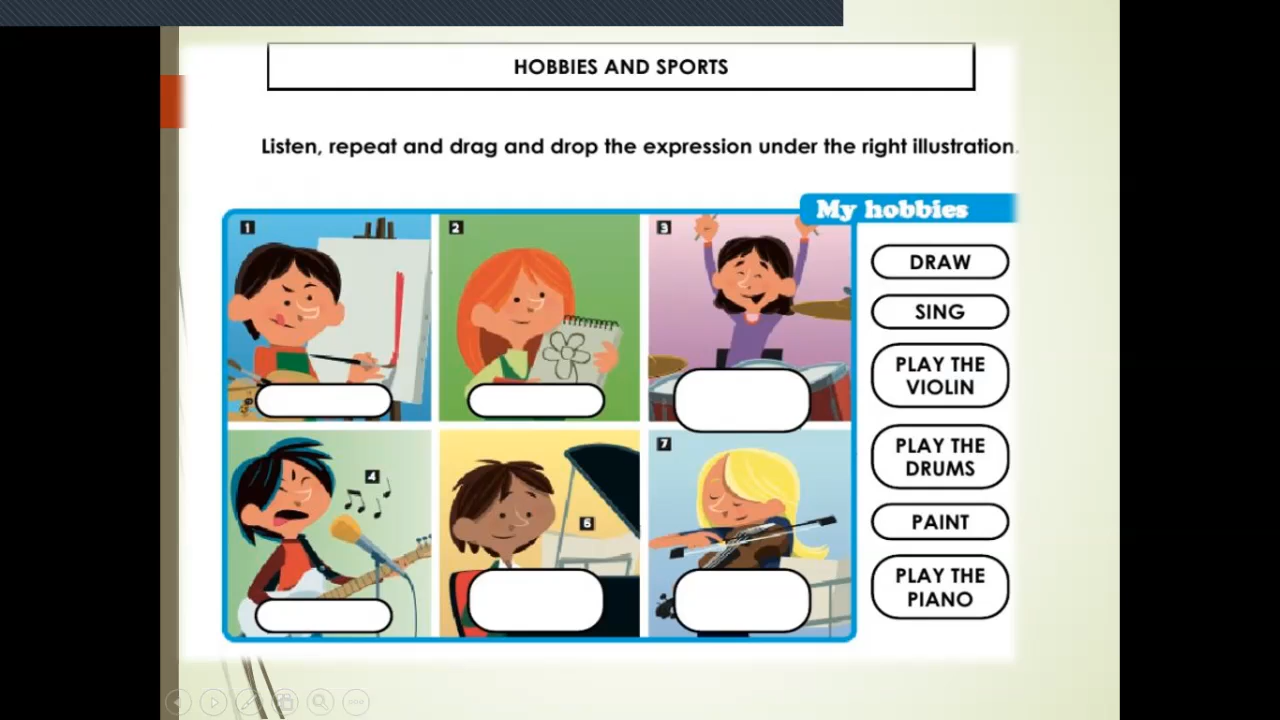 HOBBIES AND SPORTS
Listen, repeat and drag and drop the expression under the right illustration.
My hobbies
1
2
3
4
6
7
DRAW
SING
PLAY THE
VIOLIN
PLAY THE
DRUMS
PAINT
PLAY THE
PIANO